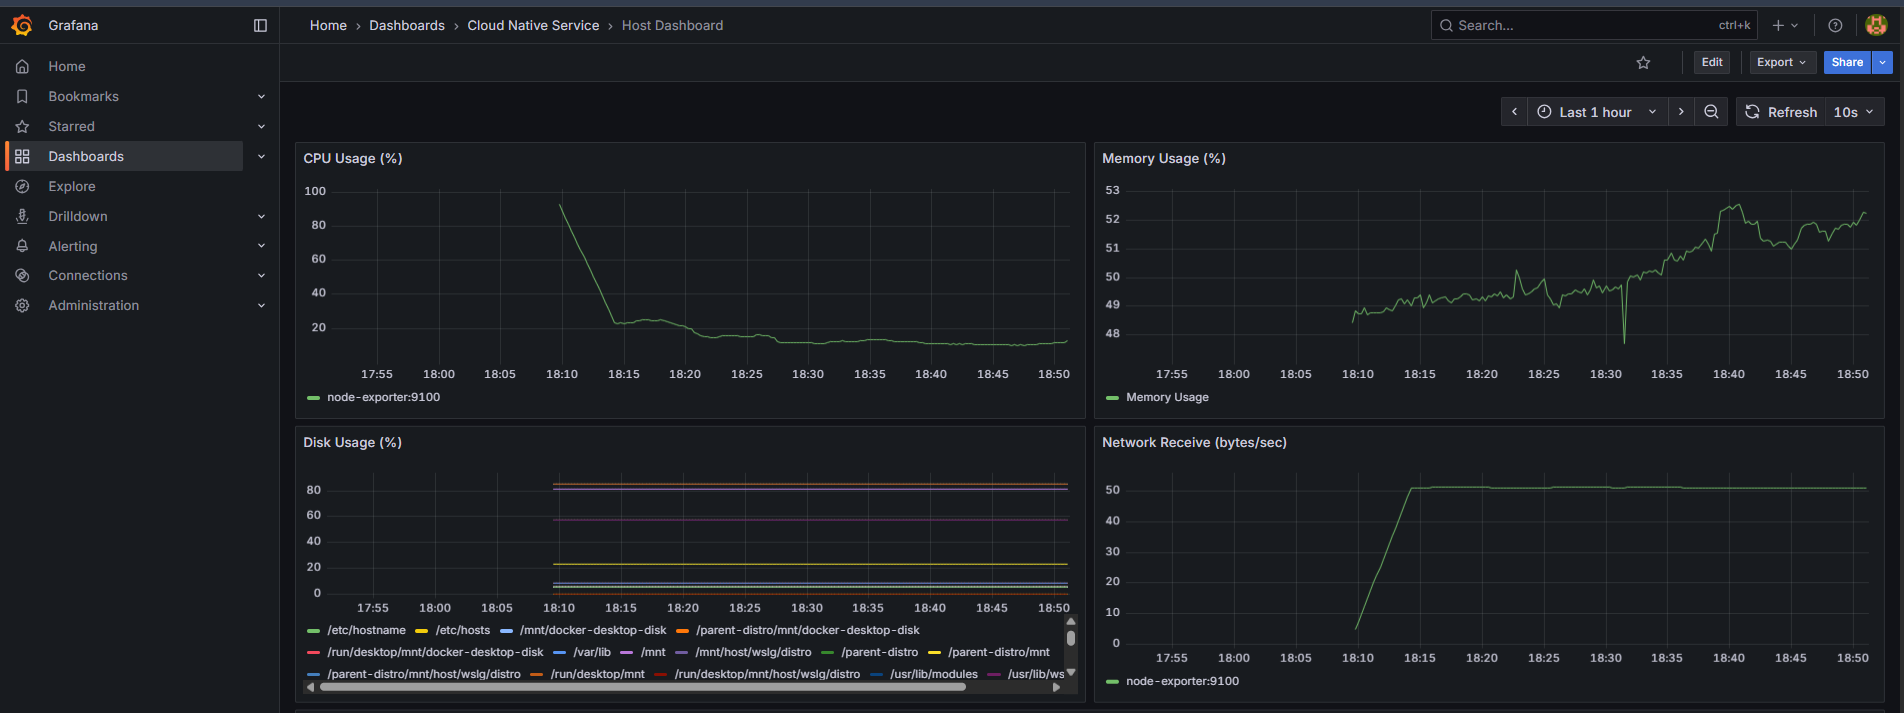 Grafana
Home › Dashboards › Cloud Native Service › Host Dashboard
Search... ctrl+k
Home
Bookmarks
Starred
Dashboards
Explore
Drilldown
Alerting
Connections
Administration
Edit Export Share
Last 1 hour Refresh 10s
CPU Usage (%)
100
80
60
40
20
17:55 18:00 18:05 18:10 18:15 18:20 18:25 18:30 18:35 18:40 18:45 18:50
node-exporter:9100
Memory Usage (%)
53
52
51
50
49
48
17:55 18:00 18:05 18:10 18:15 18:20 18:25 18:30 18:35 18:40 18:45 18:50
Memory Usage
Disk Usage (%)
80
60
40
20
0
17:55 18:00 18:05 18:10 18:15 18:20 18:25 18:30 18:35 18:40 18:45 18:50
/etc/hostname /etc/hosts /mnt/docker-desktop-disk /parent-distro/mnt/docker-desktop-disk
/run/desktop/mnt/docker-desktop-disk /var/lib /mnt /mnt/host/wslg/distro /parent-distro /parent-distro/mnt
/parent-distro/mnt/host/wslg/distro /run/desktop/mnt /run/desktop/mnt/host/wslg/distro /usr/lib/modules /usr/lib/ws
Network Receive (bytes/sec)
50
40
30
20
10
0
17:55 18:00 18:05 18:10 18:15 18:20 18:25 18:30 18:35 18:40 18:45 18:50
node-exporter:9100